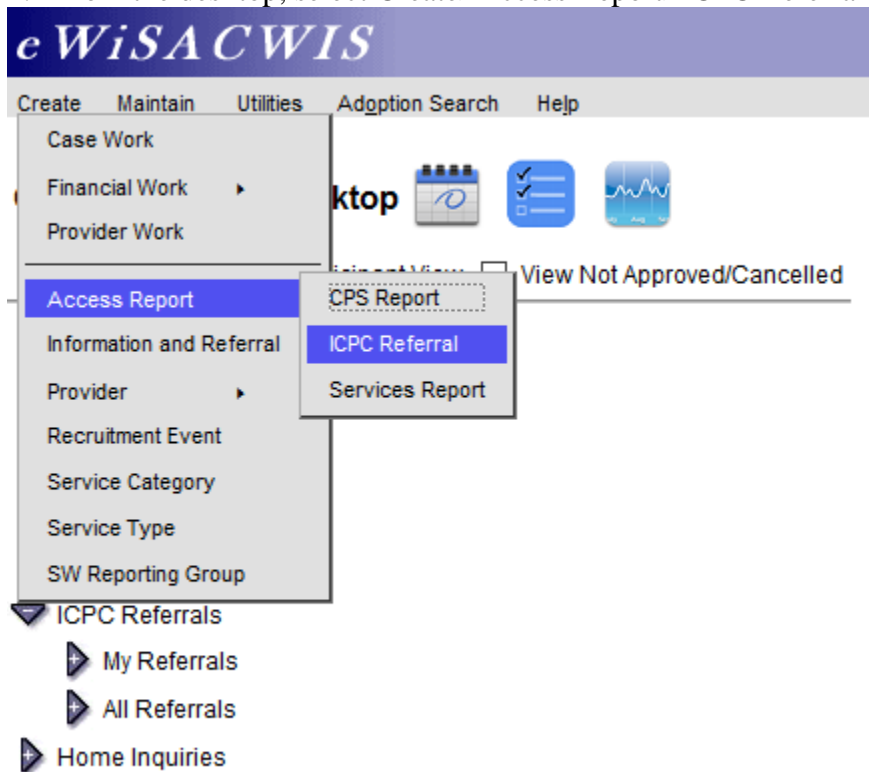 eWiSACWIS
Create Maintain Utilities Adoption Search Help
Case Work
Financial Work
ktop
Provider Work
View Not Approved/Cancelled
Access Report
CPS Report
Information and Referral
ICPC Referral
Provider
Services Report
Recruitment Event
Service Category
Service Type
SW Reporting Group
ICPC Referrals
My Referrals
All Referrals
Home Inquiries